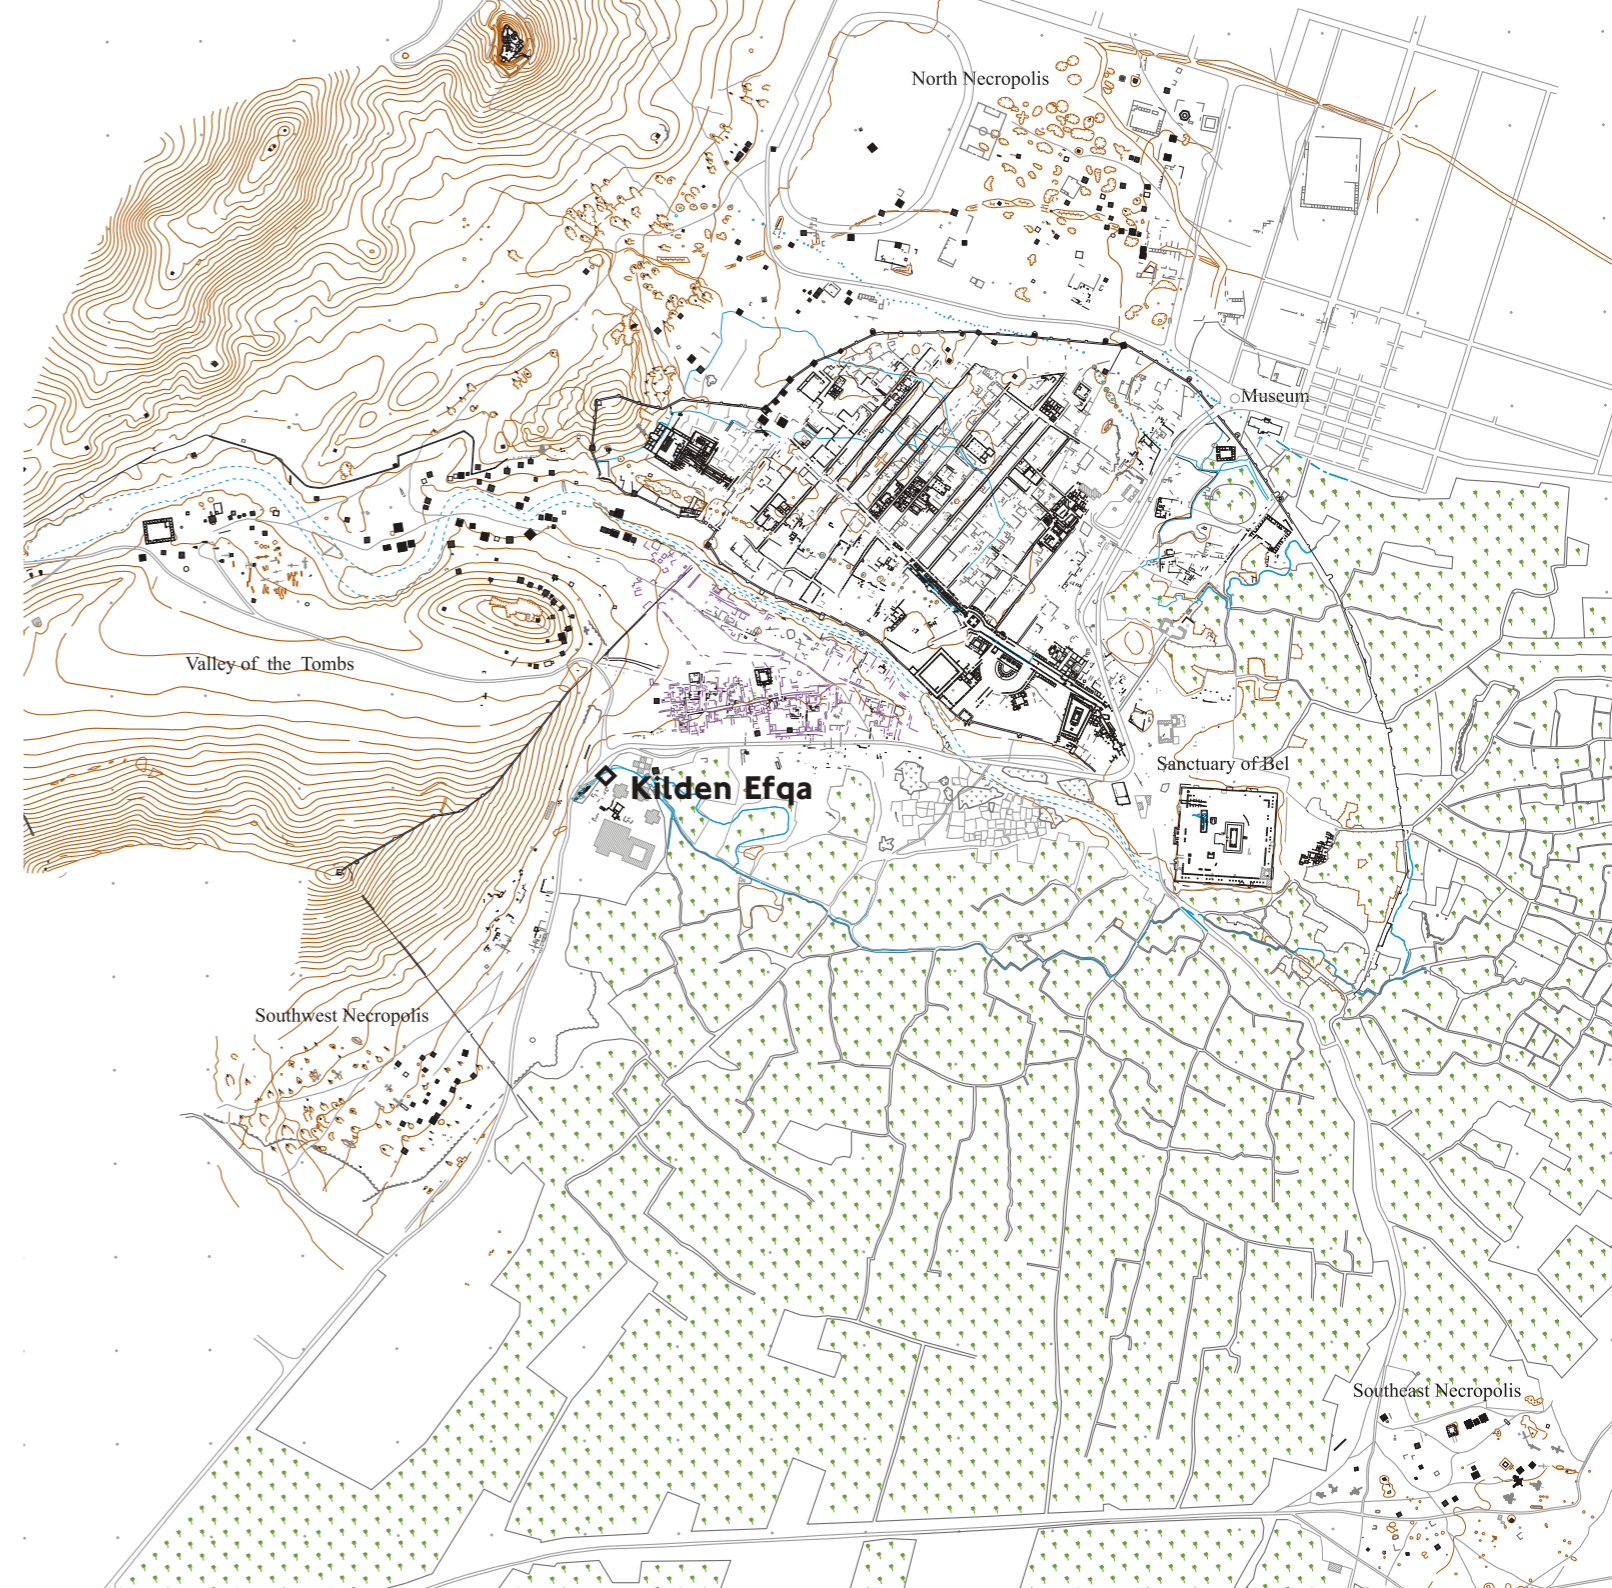 North Necropolis
Museum
Valley of the Tombs
Sanctuary of Bel
Kilden Efqa
Southwest Necropolis
Southeast Necropolis